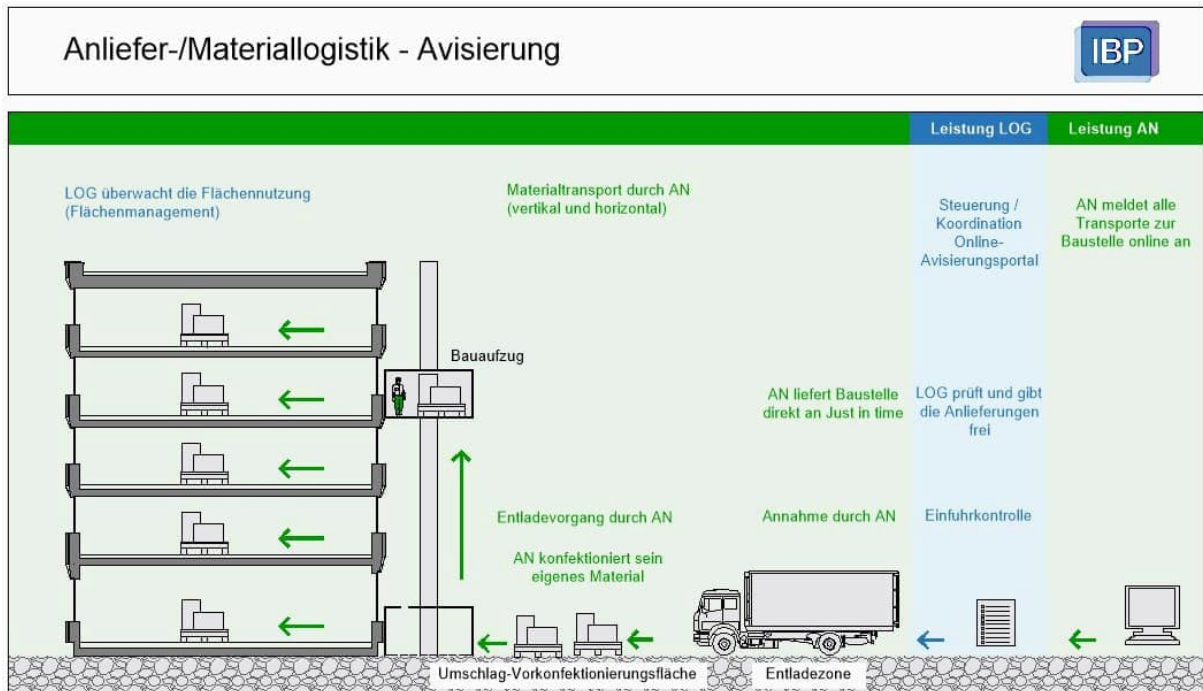 Anliefer-/Materiallogistik - Avisierung
IBP
Leistung LOG
Leistung AN
LOG überwacht die Flächennutzung
(Flächenmanagement)
Materialtransport durch AN
(vertikal und horizontal)
Steuerung /
Koordination
Online-
Avisierungsportal
AN meldet alle
Transporte zur
Baustelle online an
Bauaufzug
AN liefert Baustelle
direkt an Just in time
LOG prüft und gibt
die Anlieferungen
frei
Entladevorgang durch AN
Annahme durch AN
Einfuhrkontrolle
AN konfektioniert sein
eigenes Material
Umschlag-Vorkonfektionierungsfläche
Entladezone